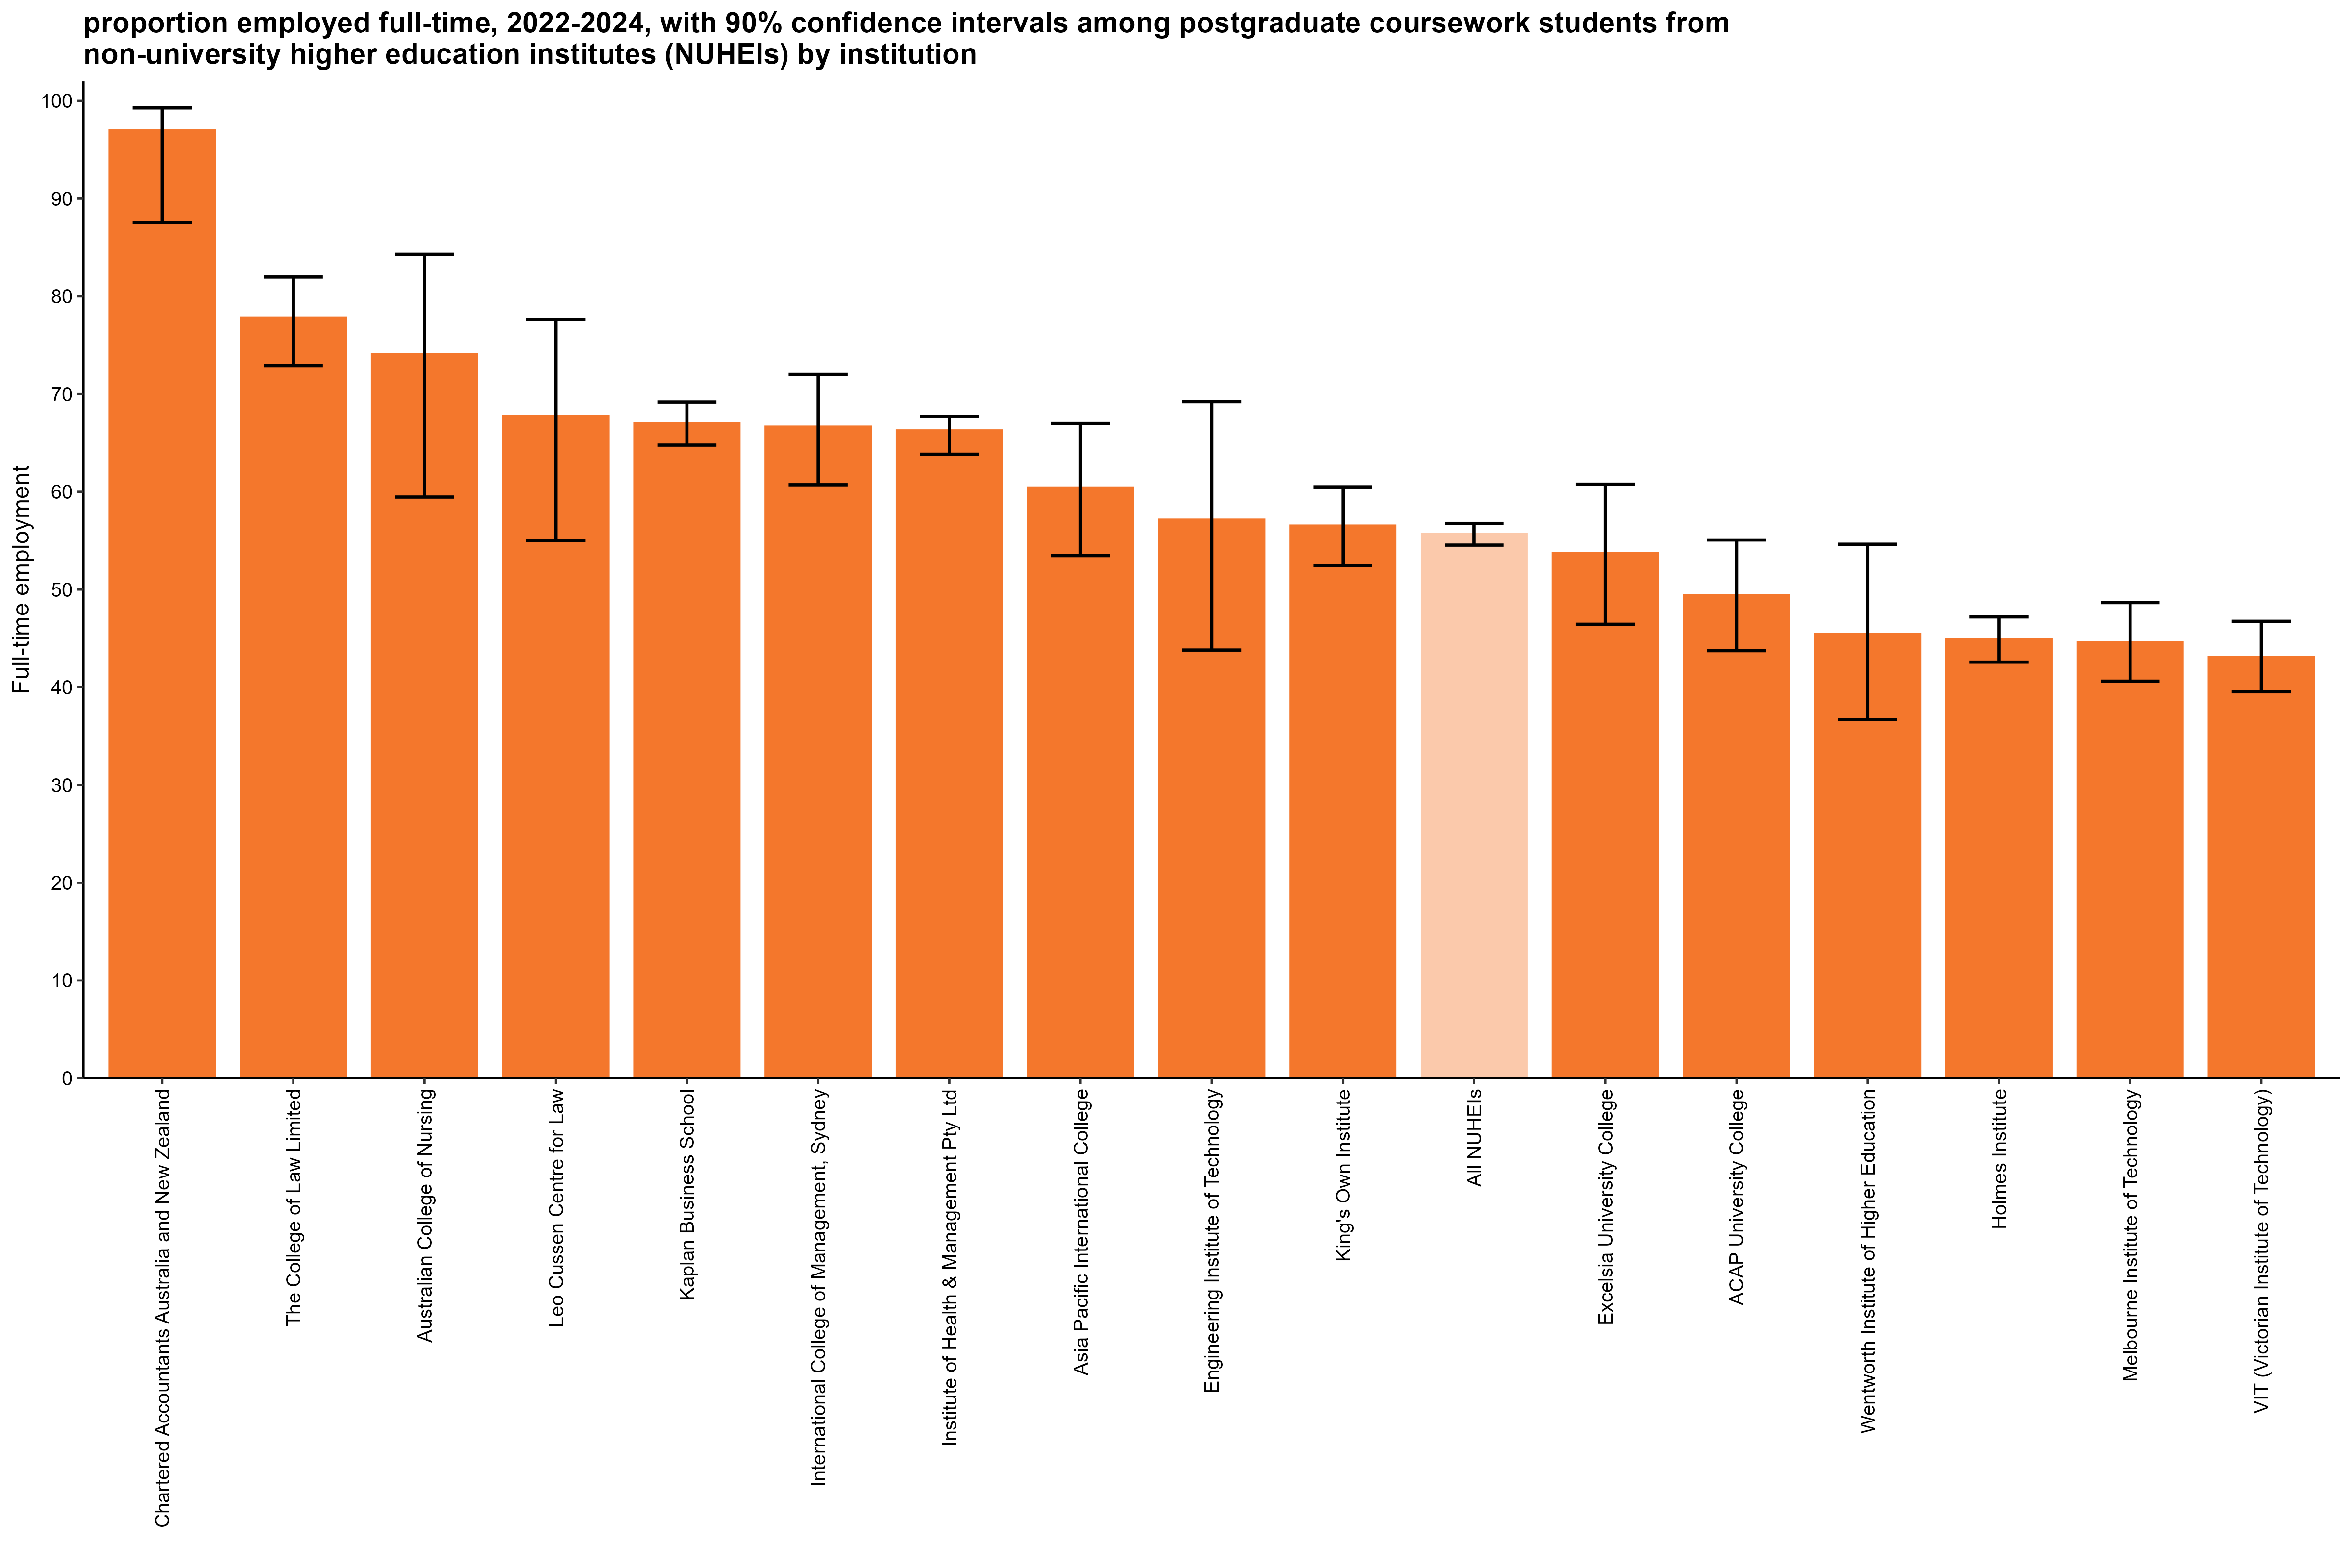 proportion employed full-time, 2022-2024, with 90% confidence intervals among postgraduate coursework students from
non-university higher education institutes (NUHEIs) by institution
Full-time employment
100
90
80
70
60
50
40
30
20
10
0
Chartered Accountants Australia and New Zealand
The College of Law Limited
Australian College of Nursing
Leo Cussen Centre for Law
Kaplan Business School
International College of Management, Sydney
Institute of Health & Management Pty Ltd
Asia Pacific International College
Engineering Institute of Technology
King's Own Institute
All NUHEIs
Excelsia University College
ACAP University College
Wentworth Institute of Higher Education
Holmes Institute
Melbourne Institute of Technology
VIT (Victorian Institute of Technology)